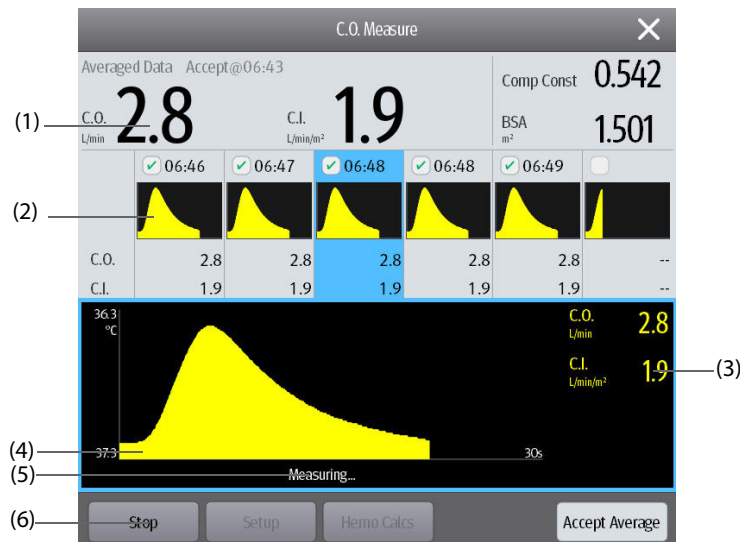 C.O. Measure
Averaged Data Accept@06:43
C.O.
L/min
2.8
C.I.
L/min/m²
1.9
Comp Const 0.542
BSA
m²
1.501
(1)
06:46 06:47 06:48 06:48 06:49
(2)
C.O. 2.8 2.8 2.8 2.8 2.8 --
C.I. 1.9 1.9 1.9 1.9 1.9 --
36.3
°C
C.O.
L/min
2.8
C.I.
L/min/m²
1.9
(3)
(4)
37.3
30s
(5)
Measuring...
(6)
Stop Setup Hemo Calcs Accept Average